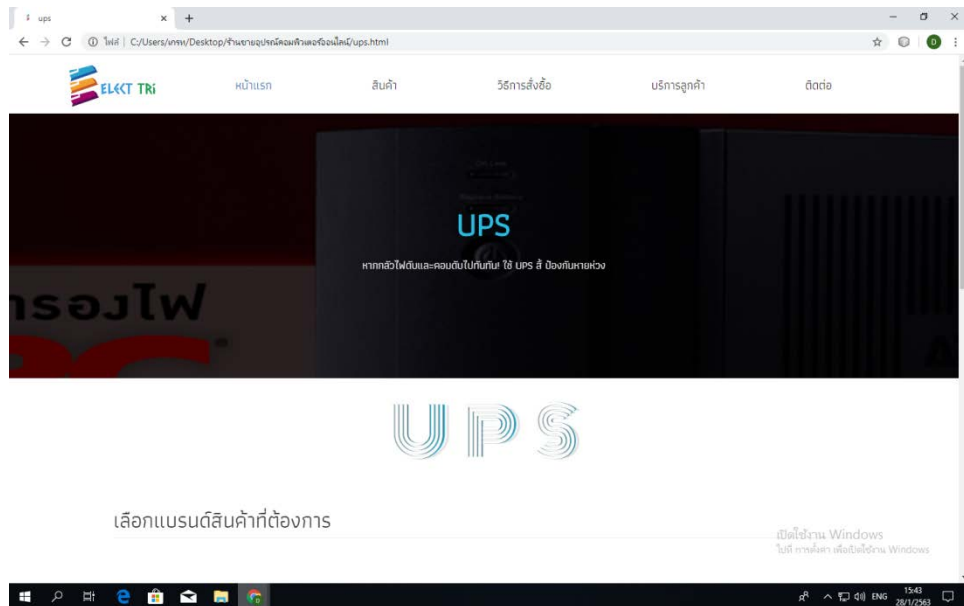 ups
ไฟล์ | C:/Users/เกรพ/Desktop/ร้านขายอุปรณ์คอมพิวเตอร์ออนไลน์/ups.html
ELECT TRi
หน้าแรก
สินค้า
วิธีการสั่งซื้อ
บริการลูกค้า
ติดต่อ
UPS
หากกลัวไฟดับและคอมดับไปทันทัน! ใช้ UPS สิ้ ป้องกันหายห่วง
ารองไฟ
UPS
เลือกแบรนด์สินค้าที่ต้องการ
เปิดใช้งาน Windows
ไปที่ การตั้งค่า เพื่อเปิดใช้งาน Windows
ENG
15:43
28/1/2563